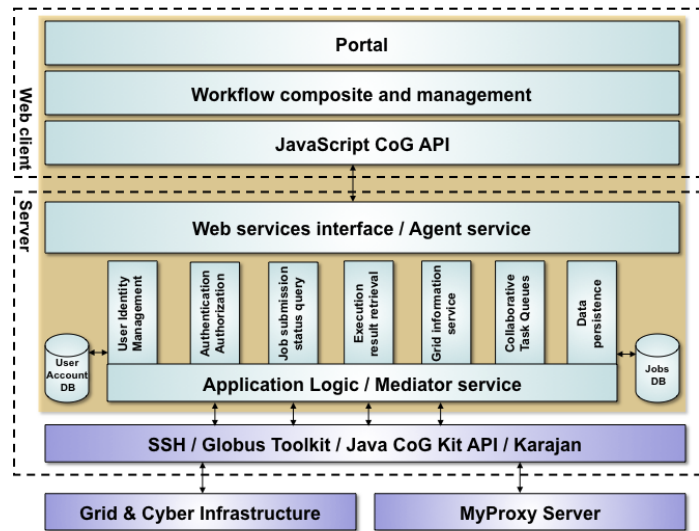 Portal
Workflow composite and management
JavaScript CoG API
Web client
Server
Web services interface / Agent service
User Identity
Management
Authentication
Authorization
Job submission
status query
Execution
result retrieval
Grid information
service
Collaborative
Task Queues
Data
persistence
User
Account
DB
Application Logic / Mediator service
Jobs
DB
SSH / Globus Toolkit / Java CoG Kit API / Karajan
Grid & Cyber Infrastructure
MyProxy Server